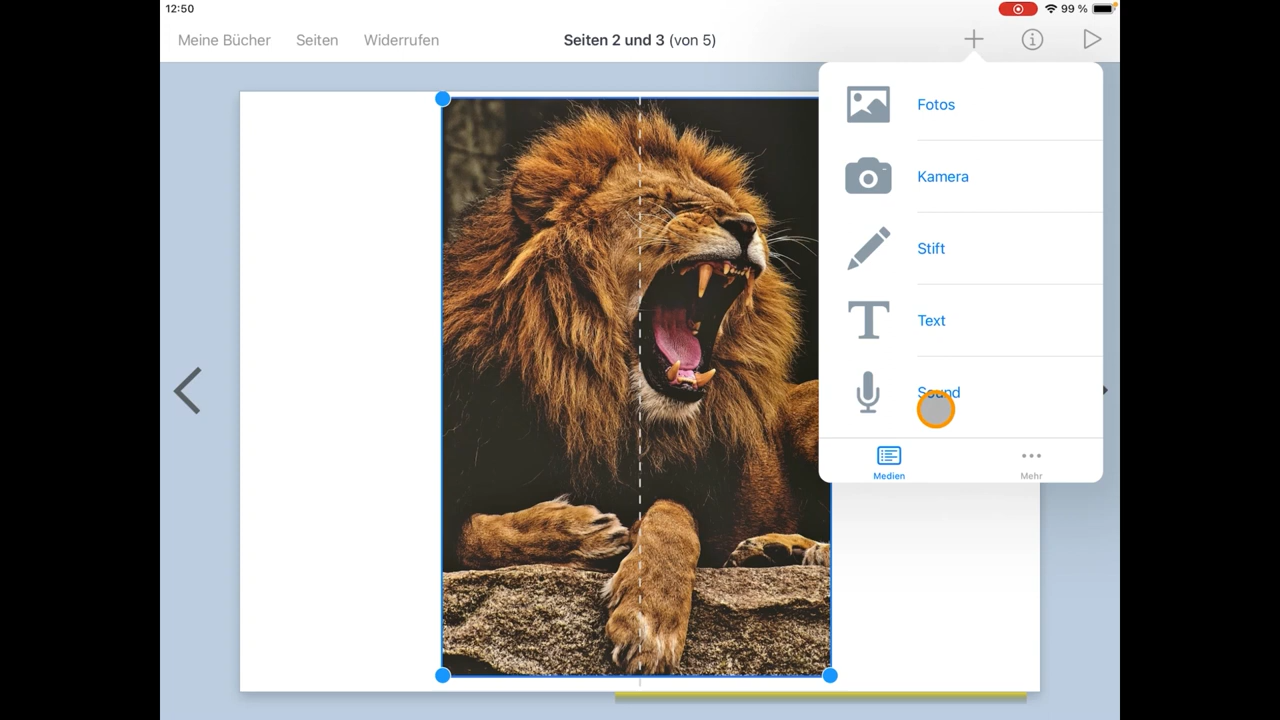 12:50
99 %
Meine Bücher Seiten Widerrufen
Seiten 2 und 3 (von 5)
Fotos
Kamera
Stift
Text
Sound
Medien
Mehr